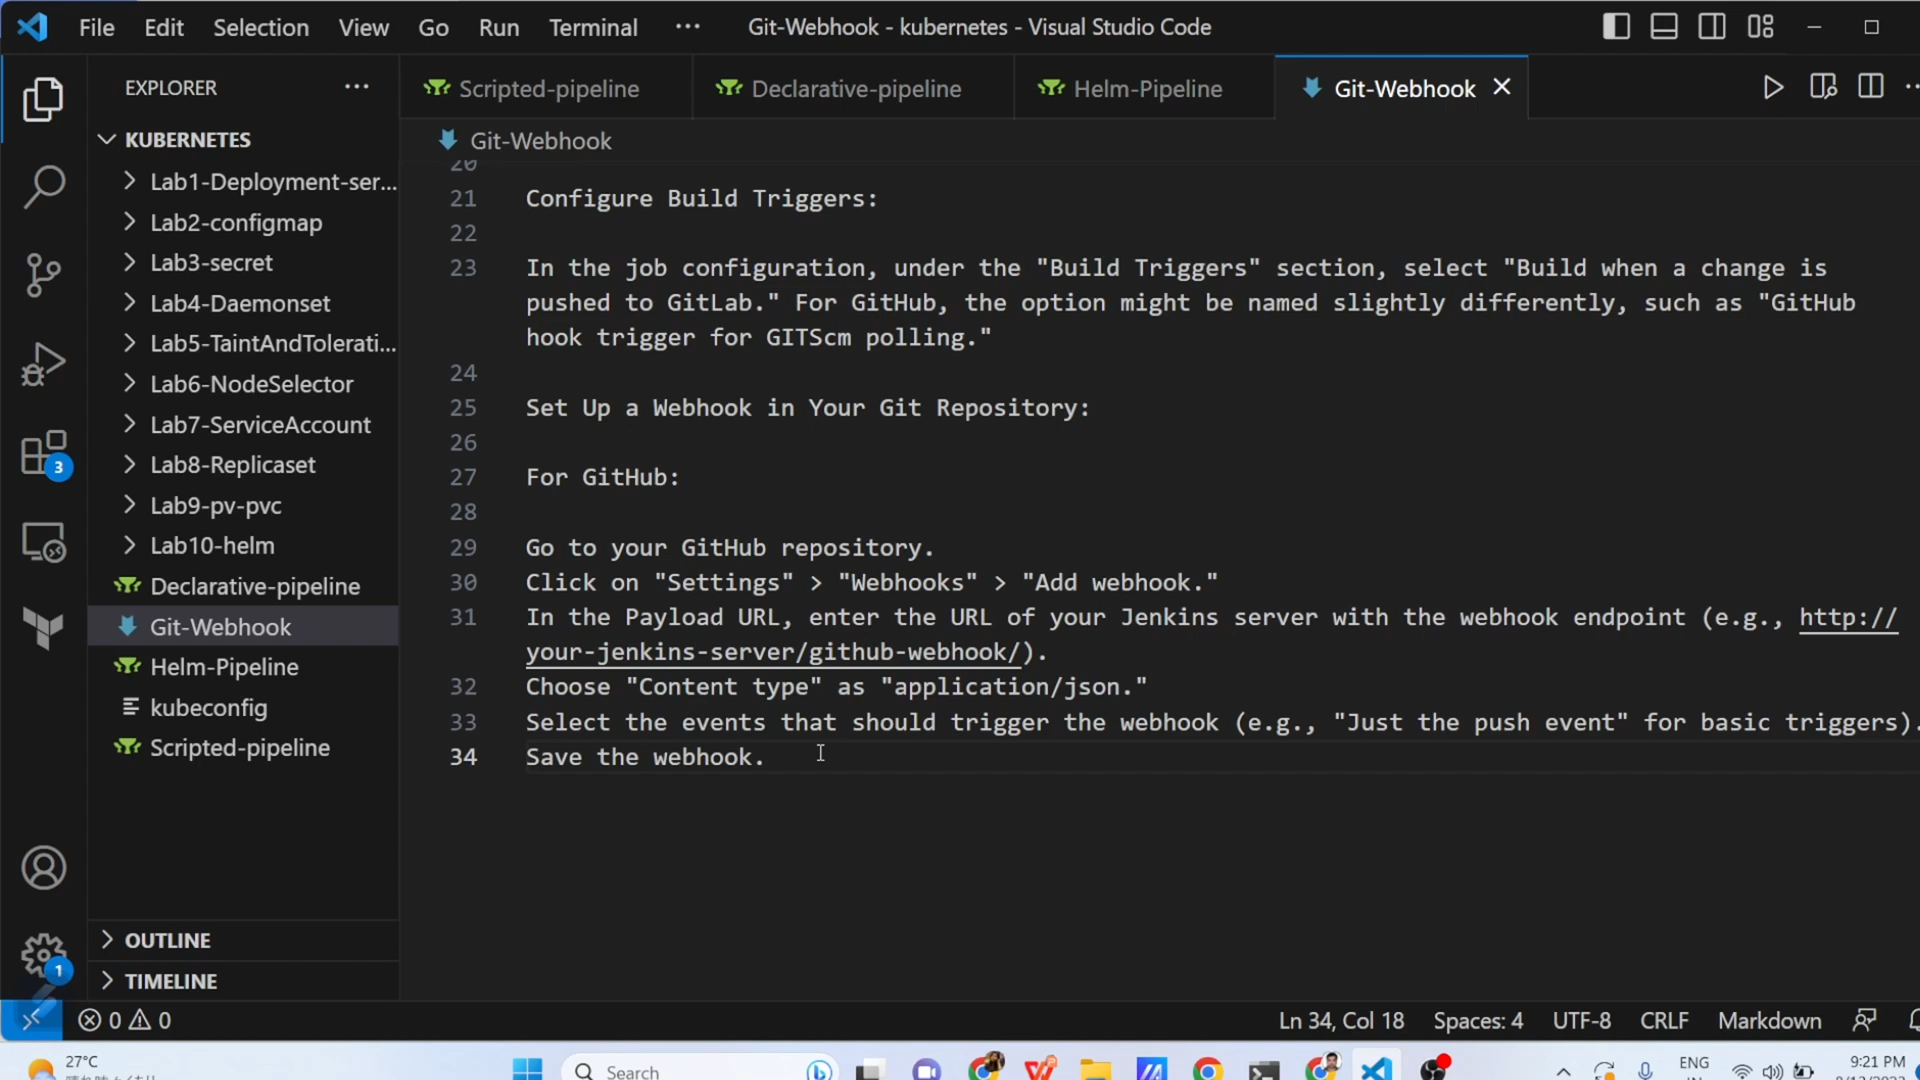 File Edit Selection View Go Run Terminal ··· Git-Webhook - kubernetes - Visual Studio Code
EXPLORER ···
Scripted-pipeline Declarative-pipeline Helm-Pipeline Git-Webhook
Git-Webhook
KUBERNETES
Lab1-Deployment-ser...
Lab2-configmap
Lab3-secret
Lab4-Daemonset
Lab5-TaintAndTolerati...
Lab6-NodeSelector
Lab7-ServiceAccount
Lab8-Replicaset
Lab9-pv-pvc
Lab10-helm
Declarative-pipeline
Git-Webhook
Helm-Pipeline
kubeconfig
Scripted-pipeline
OUTLINE
TIMELINE
3
1
20
21 Configure Build Triggers:
22
23 In the job configuration, under the "Build Triggers" section, select "Build when a change is
pushed to GitLab." For GitHub, the option might be named slightly differently, such as "GitHub
hook trigger for GITScm polling."
24
25 Set Up a Webhook in Your Git Repository:
26
27 For GitHub:
28
29 Go to your GitHub repository.
30 Click on "Settings" > "Webhooks" > "Add webhook."
31 In the Payload URL, enter the URL of your Jenkins server with the webhook endpoint (e.g., http://
your-jenkins-server/github-webhook/).
32 Choose "Content type" as "application/json."
33 Select the events that should trigger the webhook (e.g., "Just the push event" for basic triggers).
34 Save the webhook.
0 0 Ln 34, Col 18 Spaces: 4 UTF-8 CRLF Markdown
27°C
Search
ENG
9:21 PM